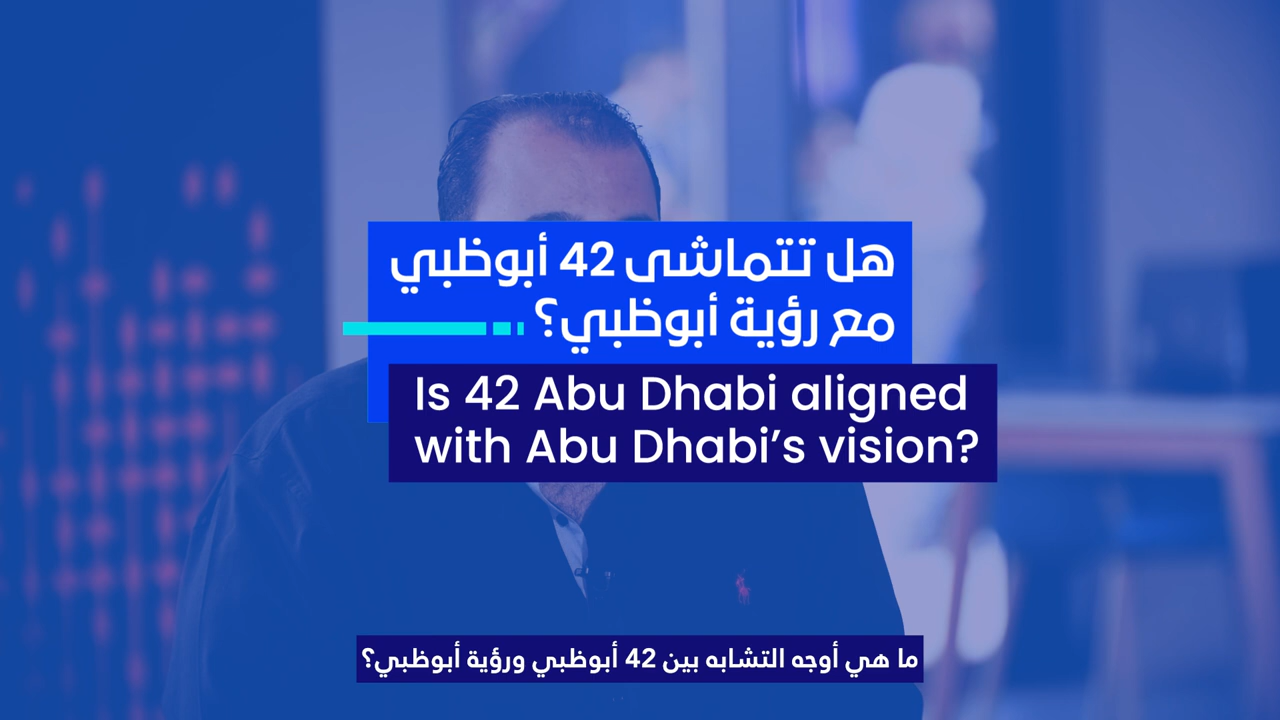 هل تتماشى 42 أبوظبي
مع رؤية أبوظبي؟
Is 42 Abu Dhabi aligned
with Abu Dhabi’s vision?
ما هي أوجه التشابه بين 42 أبوظبي ورؤية أبوظبي؟